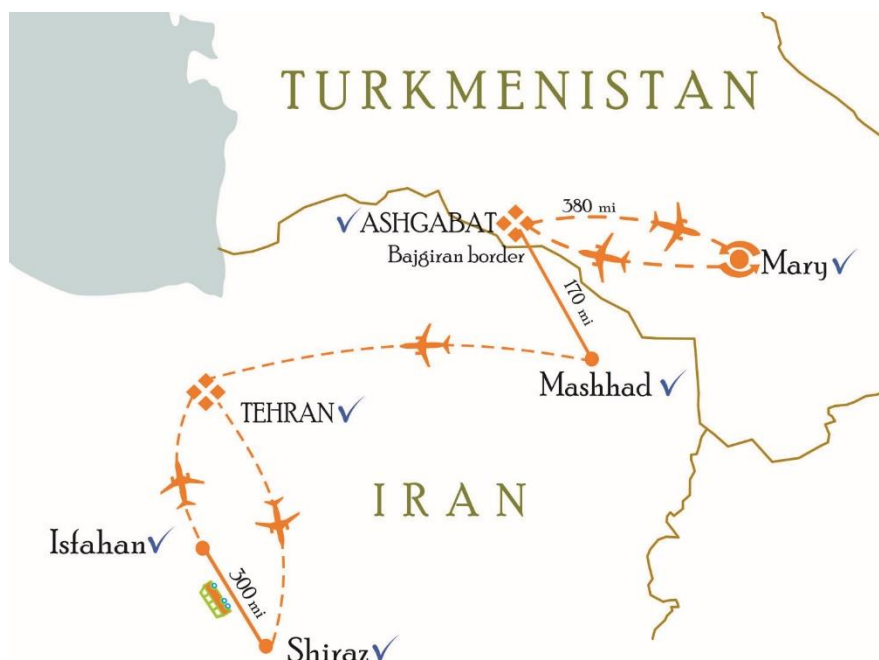 TURKMENISTAN
380 mi
ASHGABAT
Bajgiran border
Mary
170 mi
Mashhad
TEHRAN
IRAN
Isfahan
300 mi
Shiraz